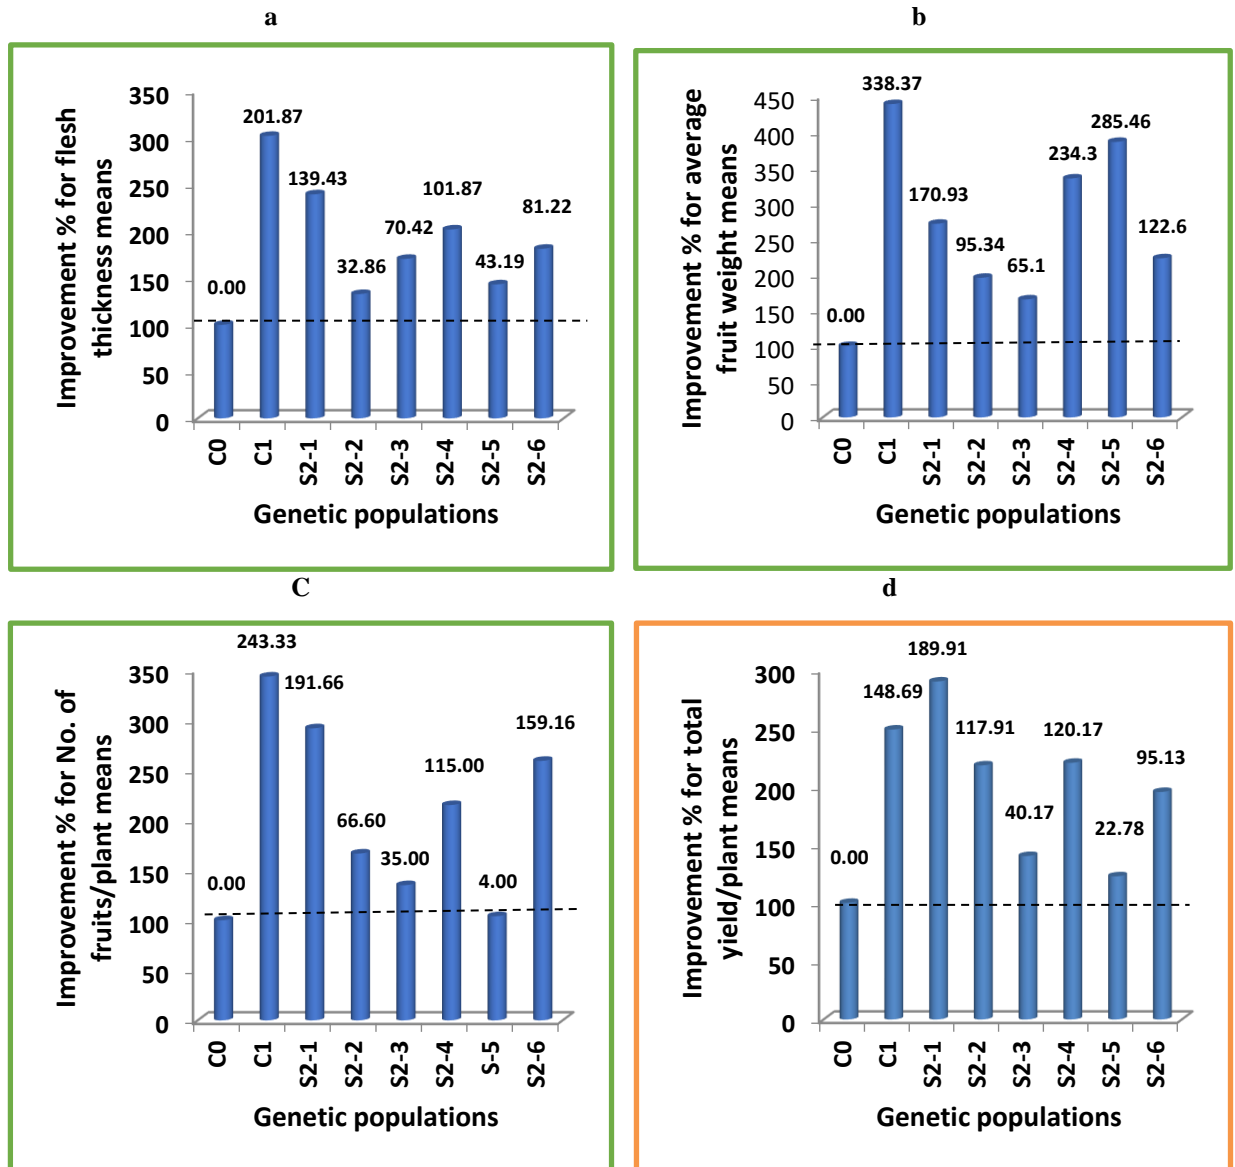 a
Improvement % for flesh
thickness means
350
300
250
200
150
100
50
0
0.00
201.87
139.43
32.86
70.42
101.87
43.19
81.22
C0
C1
S2-1
S2-2
S2-3
S2-4
S2-5
S2-6
Genetic populations
b
Improvement % for average
fruit weight means
450
400
350
300
250
200
150
100
50
0
0.00
338.37
170.93
95.34
65.1
234.3
285.46
122.6
C0
C1
S2-1
S2-2
S2-3
S2-4
S2-5
S2-6
Genetic populations
C
Improvement % for No. of
fruits/plant means
350
300
250
200
150
100
50
0
0.00
243.33
191.66
66.60
35.00
115.00
4.00
159.16
C0
C1
S2-1
S2-2
S2-3
S2-4
S-5
S2-6
Genetic populations
d
Improvement % for total
yield/plant means
300
250
200
150
100
50
0
0.00
148.69
189.91
117.91
40.17
120.17
22.78
95.13
C0
C1
S2-1
S2-2
S2-3
S2-4
S2-5
S2-6
Genetic populations